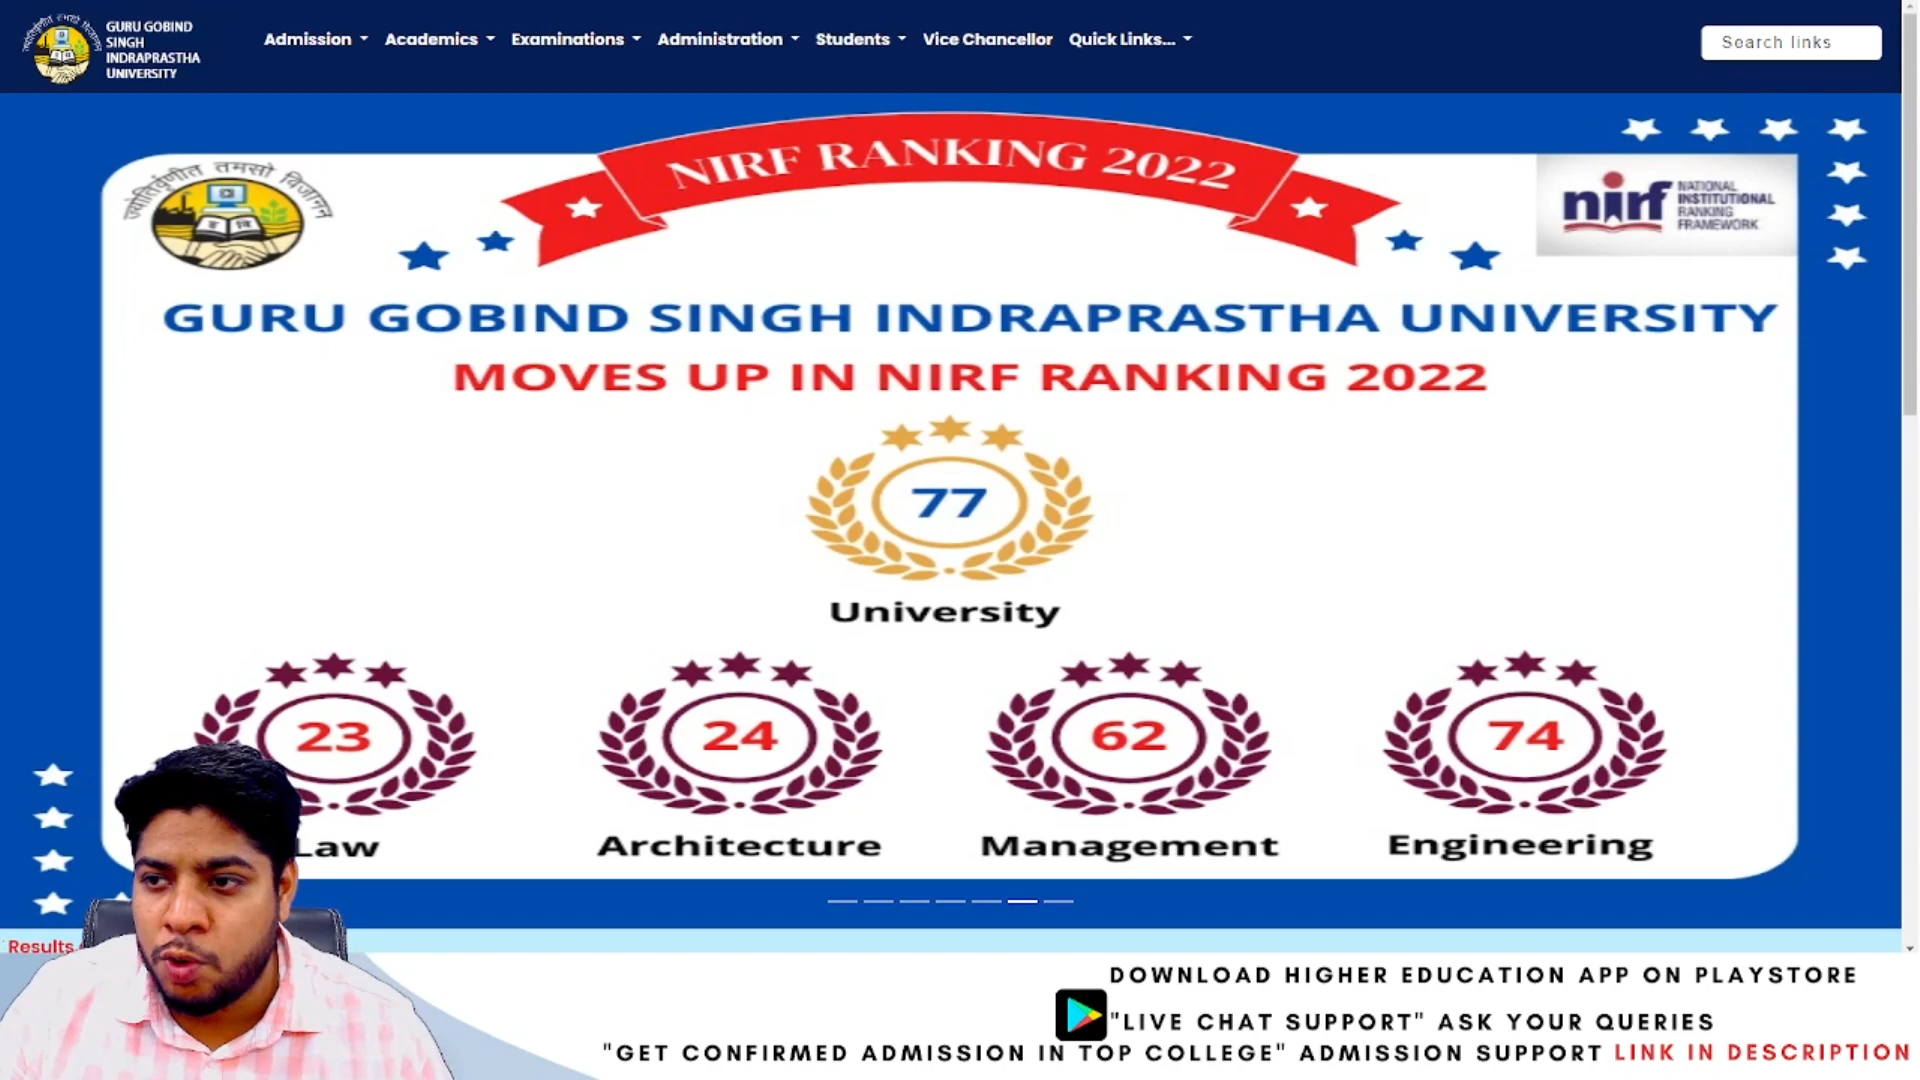 GURU GOBIND
SINGH
INDRAPRASTHA
UNIVERSITY
Admission Academics Examinations Administration Students Vice Chancellor Quick Links...
Search links
NIRF RANKING 2022
ज्योतिर्वृणीत तमसो विजानन
nirf
NATIONAL
INSTITUTIONAL
RANKING
FRAMEWORK
GURU GOBIND SINGH INDRAPRASTHA UNIVERSITY
MOVES UP IN NIRF RANKING 2022
77
University
23 24 62 74
Law Architecture Management Engineering
Results
DOWNLOAD HIGHER EDUCATION APP ON PLAYSTORE
"LIVE CHAT SUPPORT" ASK YOUR QUERIES
"GET CONFIRMED ADMISSION IN TOP COLLEGE" ADMISSION SUPPORT LINK IN DESCRIPTION